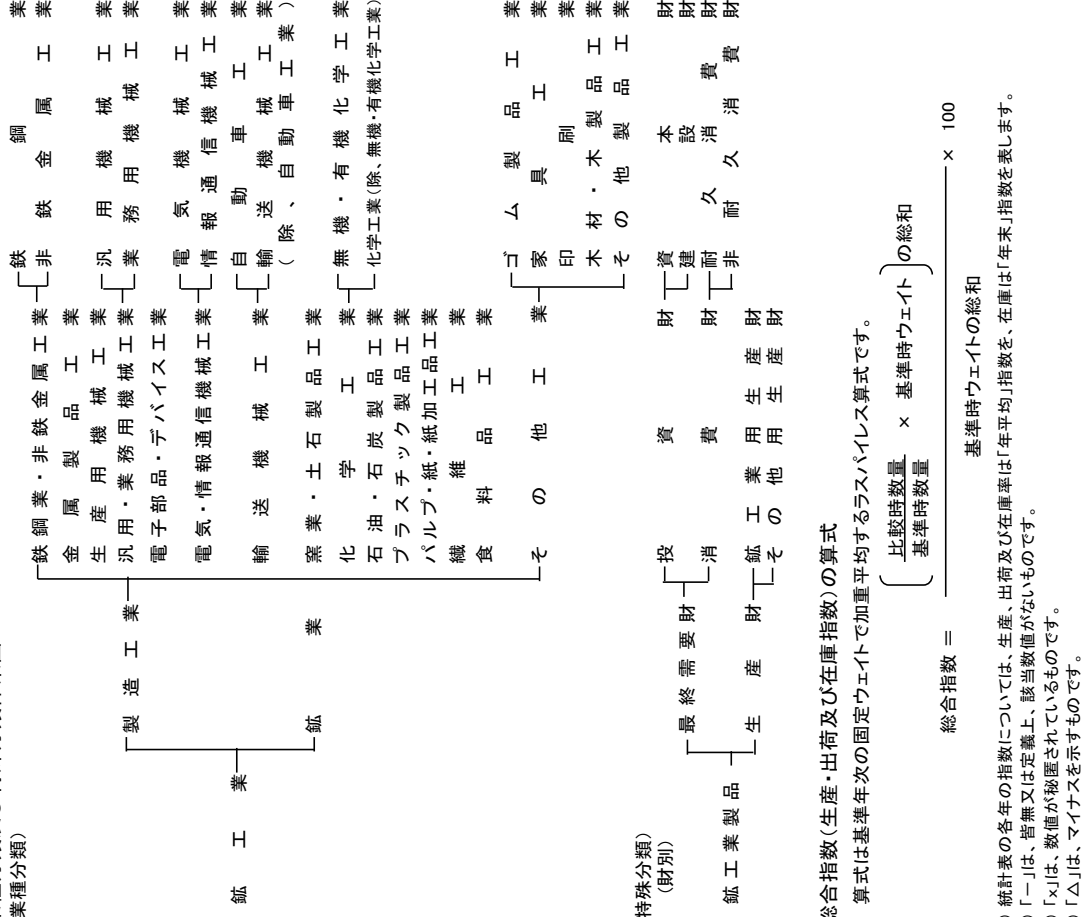 業種分類)
鉱工業
製造工業
鉱業
鉄鋼業・非鉄金属工業
金属製品工業
生産用機械工業
汎用・業務用機械工業
電子部品・デバイス工業
電気・情報通信機械工業
輸送機械工業
窯業・土石製品工業
化学工業
石油・石炭製品工業
プラスチック製品工業
パルプ・紙・紙加工品工業
繊維工業
食料品工業
その他工業
鉄鋼業
非鉄金属工業
汎用機械工業
業務用機械工業
電気機械工業
情報通信機械工業
自動車工業
輸送機械工業
(除、自動車工業)
無機・有機化学工業
化学工業(除、無機・有機化学工業)
ゴム製品工業
家具工業
印刷業
木材・木製品工業
その他製品工業
特殊分類)
(財別)
鉱工業製品
最終需要財
生産財
投資財
消費財
鉱工業用生産財
その他用生産財
資本財
建設財
耐久消費財
非耐久消費財
総合指数(生産・出荷及び在庫指数)の算式
算式は基準年次の固定ウェイトで加重平均するラスパイレス算式です。
総合指数 = (比較時数量/基準時数量 × 基準時ウェイト)の総和 / 基準時ウェイトの総和 × 100
) 統計表の各年の指数については、生産、出荷及び在庫率は「年平均」指数を、在庫は「年末」指数を表します。
) 「－」は、皆無又は定義上、該当数値がないものです。
) 「x」は、数値が秘匿されているものです。
) 「△」は、マイナスを示すものです。